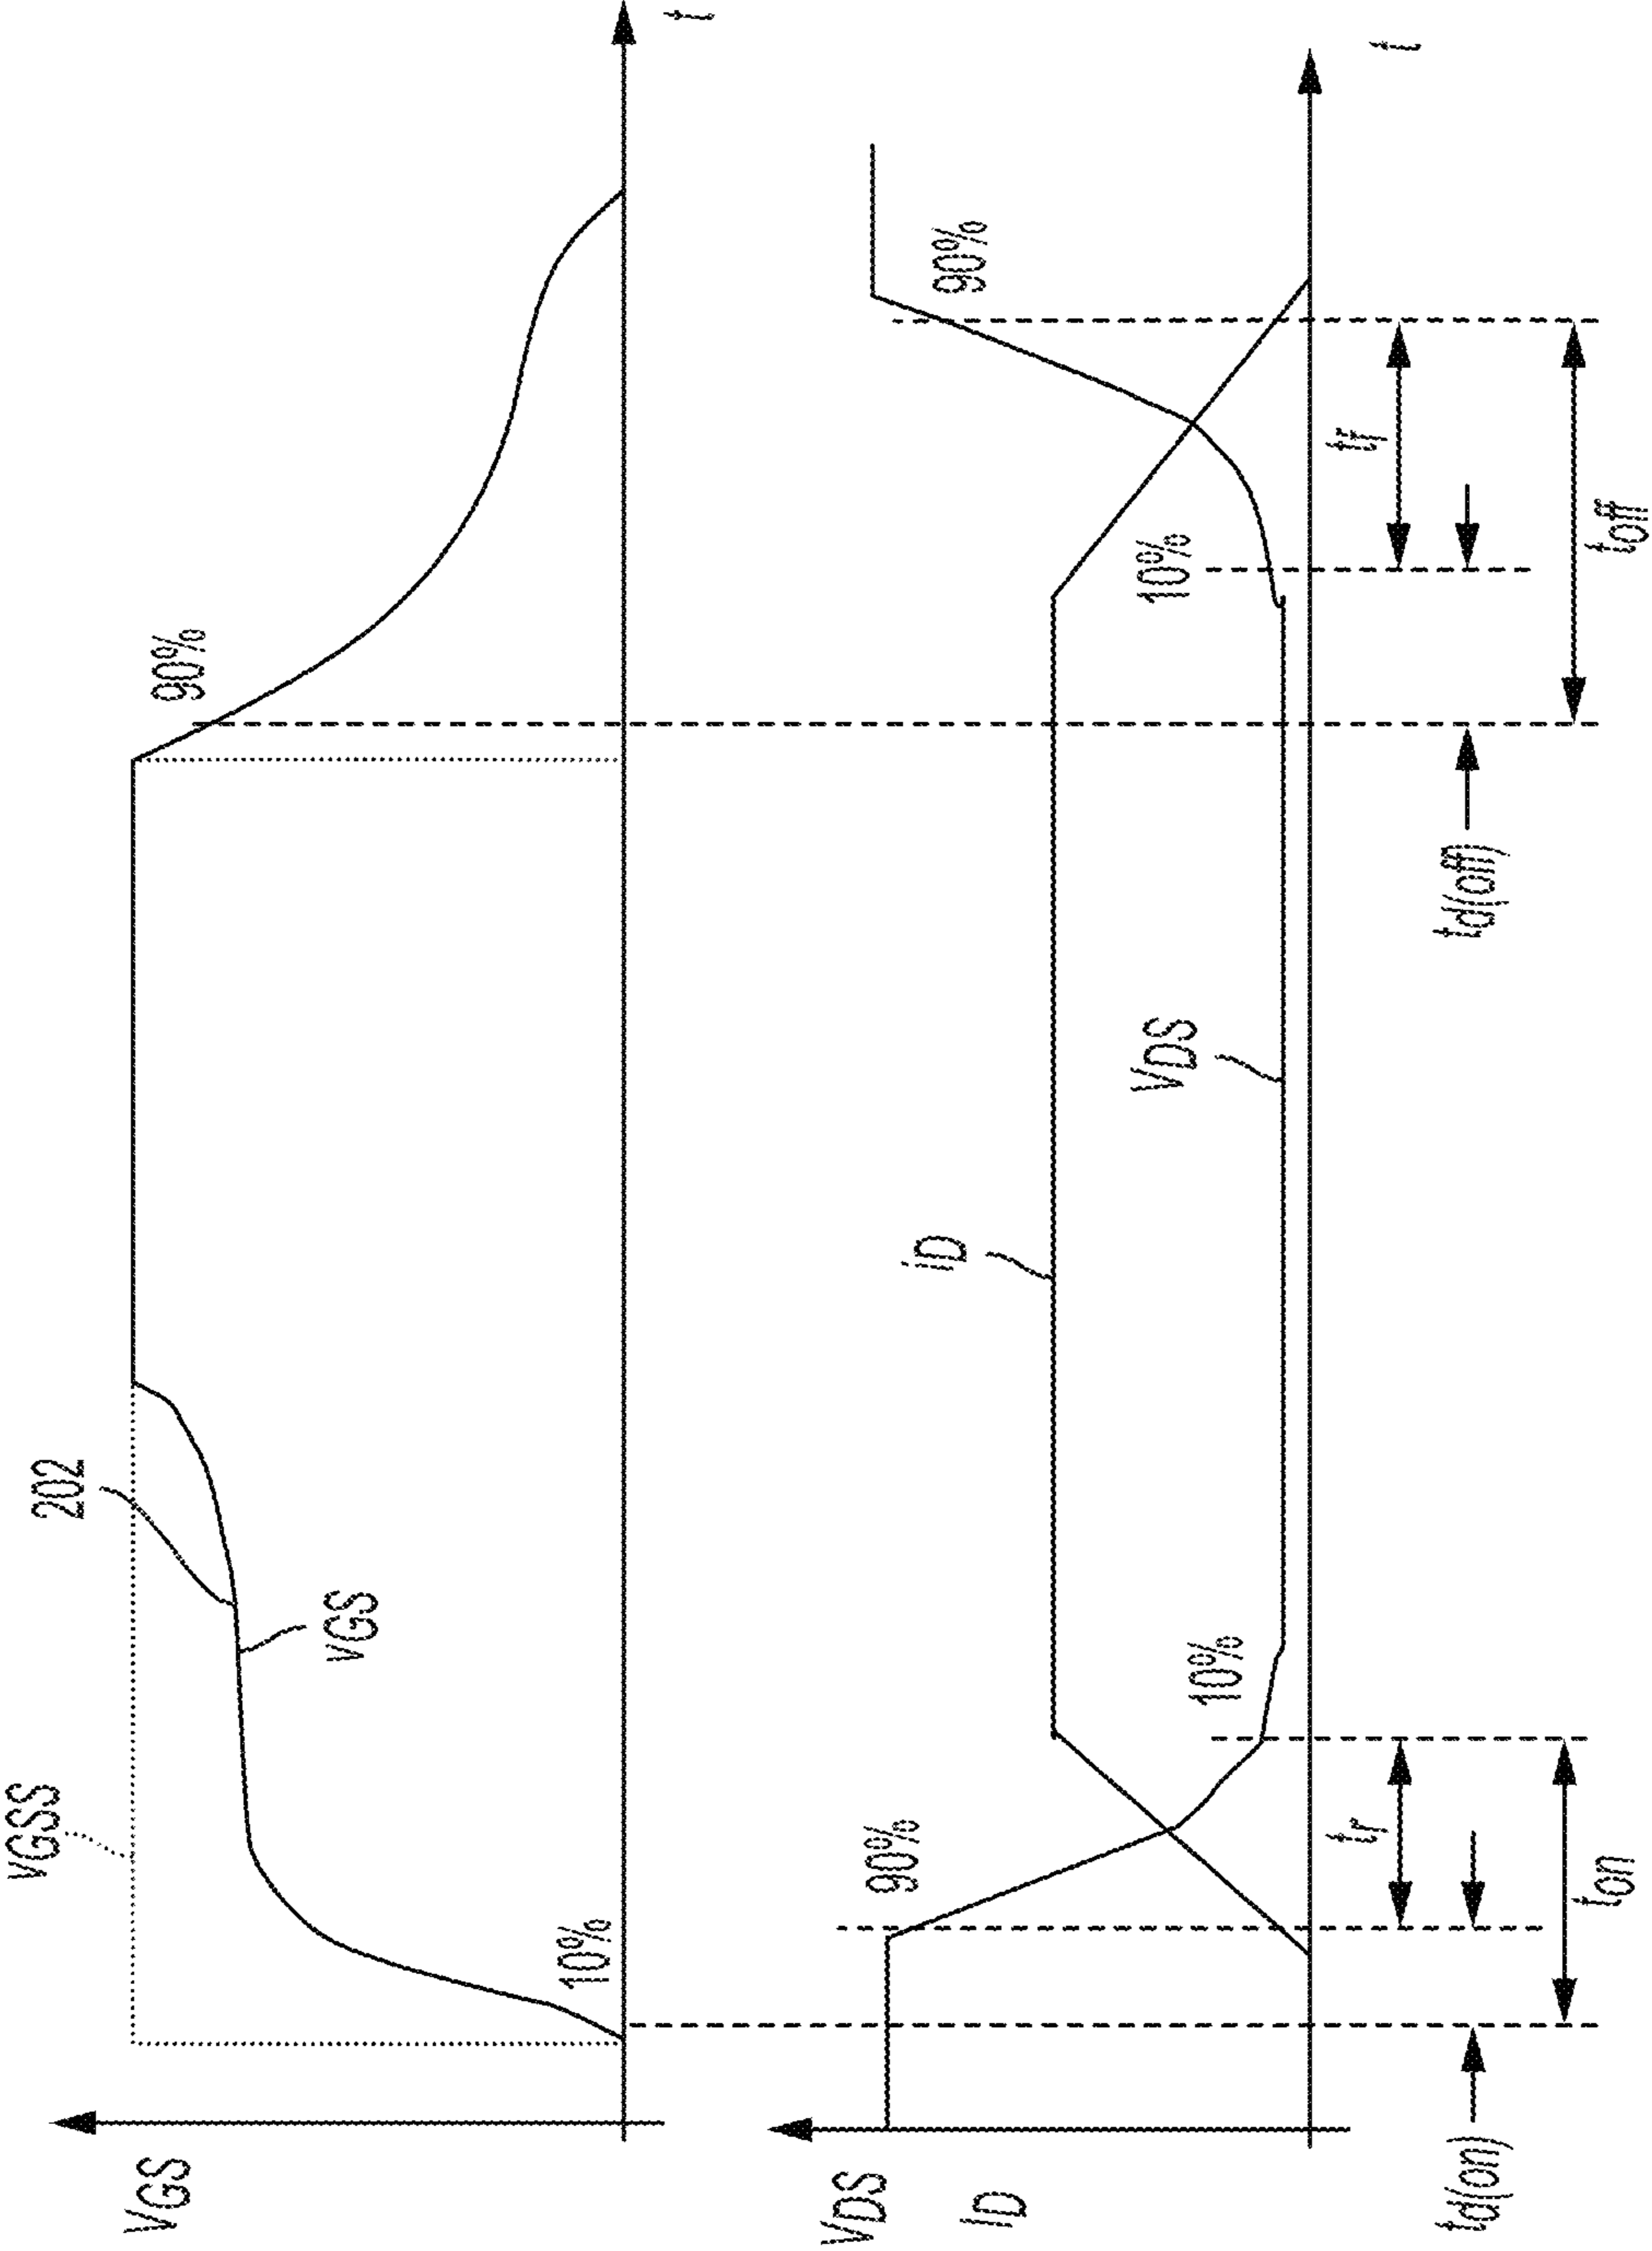 VGS
VGSS
202
VGS
10%
90%
t
VDS
iD
90%
10%
iD
VDS
10%
90%
t
td(on)
tr
ton
td(off)
tf
toff